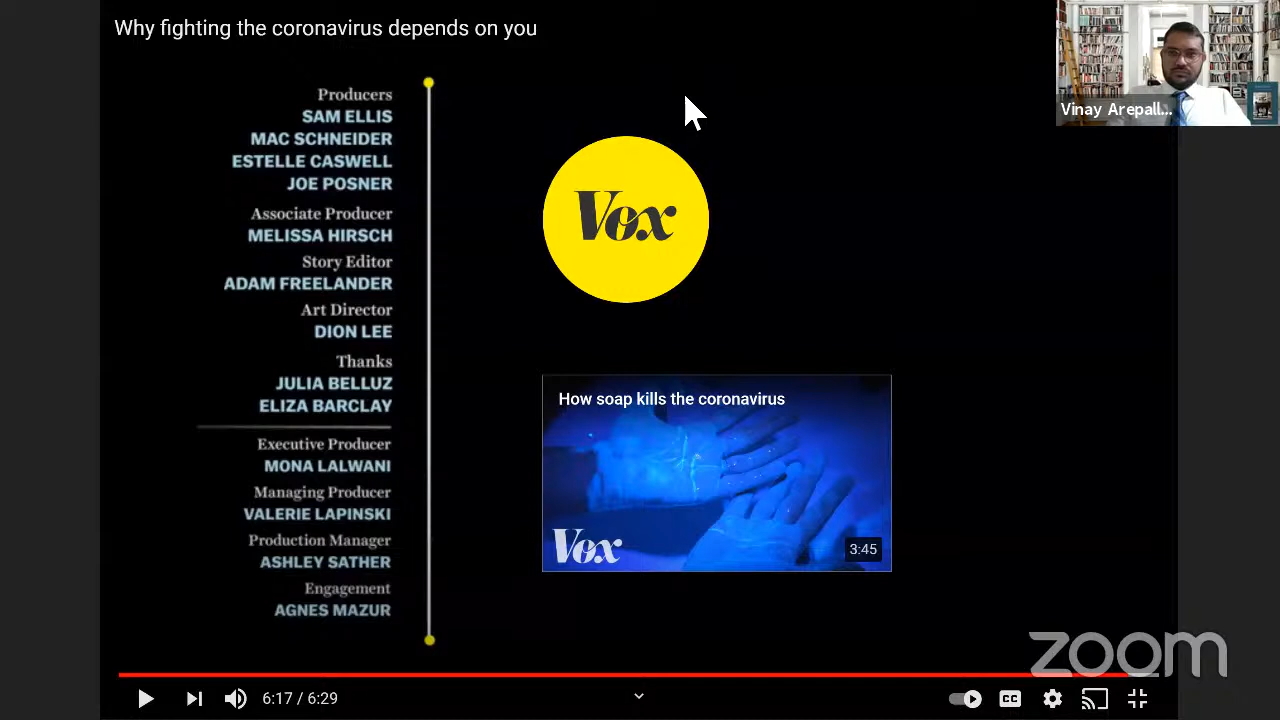 Why fighting the coronavirus depends on you
Vinay Arepall...
Producers
SAM ELLIS
MAC SCHNEIDER
ESTELLE CASWELL
JOE POSNER
Associate Producer
MELISSA HIRSCH
Story Editor
ADAM FREELANDER
Art Director
DION LEE
Thanks
JULIA BELLUZ
ELIZA BARCLAY
Executive Producer
MONA LALWANI
Managing Producer
VALERIE LAPINSKI
Production Manager
ASHLEY SATHER
Engagement
AGNES MAZUR
Vox
How soap kills the coronavirus
Vox
3:45
zoom
6:17 / 6:29
CC